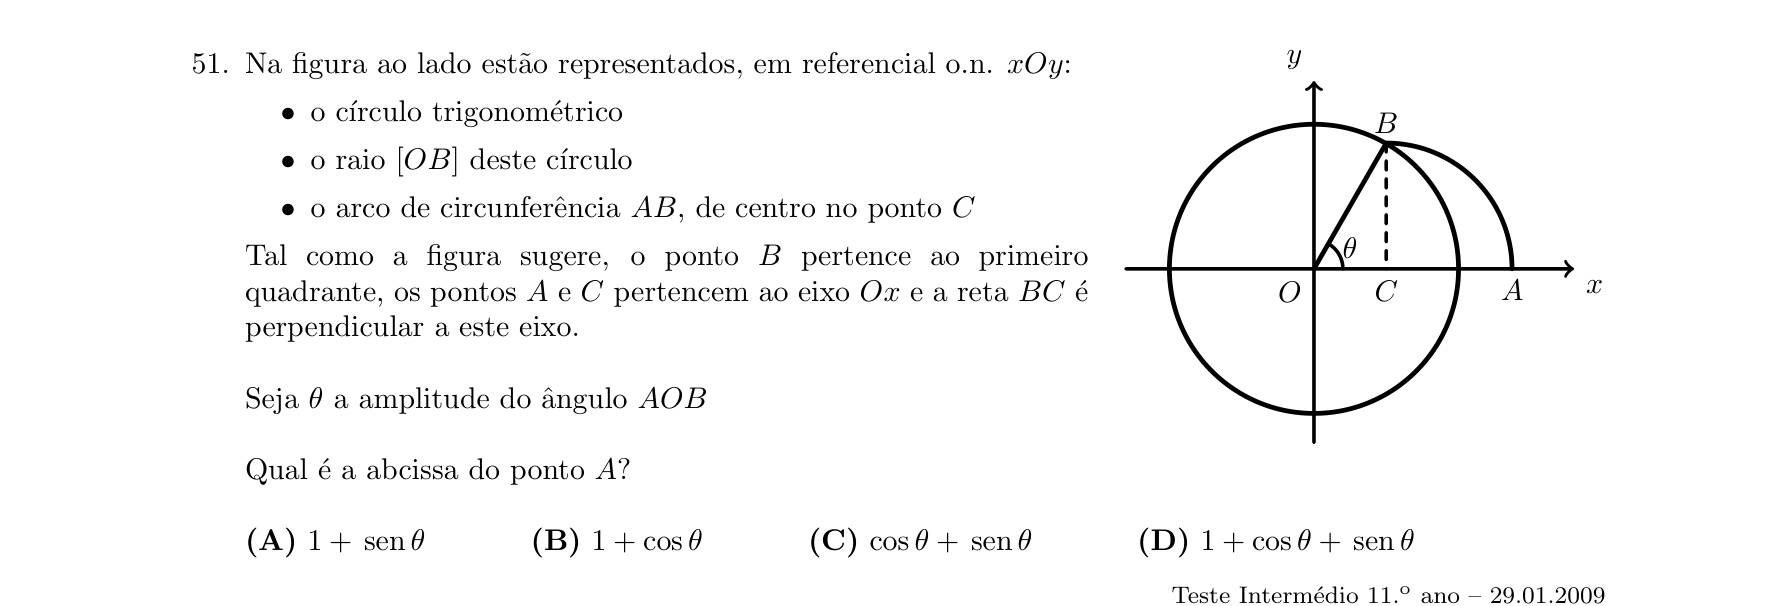 51. Na figura ao lado estão representados, em referencial o.n. xOy:
• o círculo trigonométrico
• o raio [OB] deste círculo
• o arco de circunferência AB, de centro no ponto C
Tal como a figura sugere, o ponto B pertence ao primeiro
quadrante, os pontos A e C pertencem ao eixo Ox e a reta BC é
perpendicular a este eixo.
Seja θ a amplitude do ângulo AOB
Qual é a abcissa do ponto A?
(A) 1 + sen θ (B) 1 + cos θ (C) cos θ + sen θ (D) 1 + cos θ + sen θ
Teste Intermédio 11.º ano – 29.01.2009
y
B
θ
O C A x